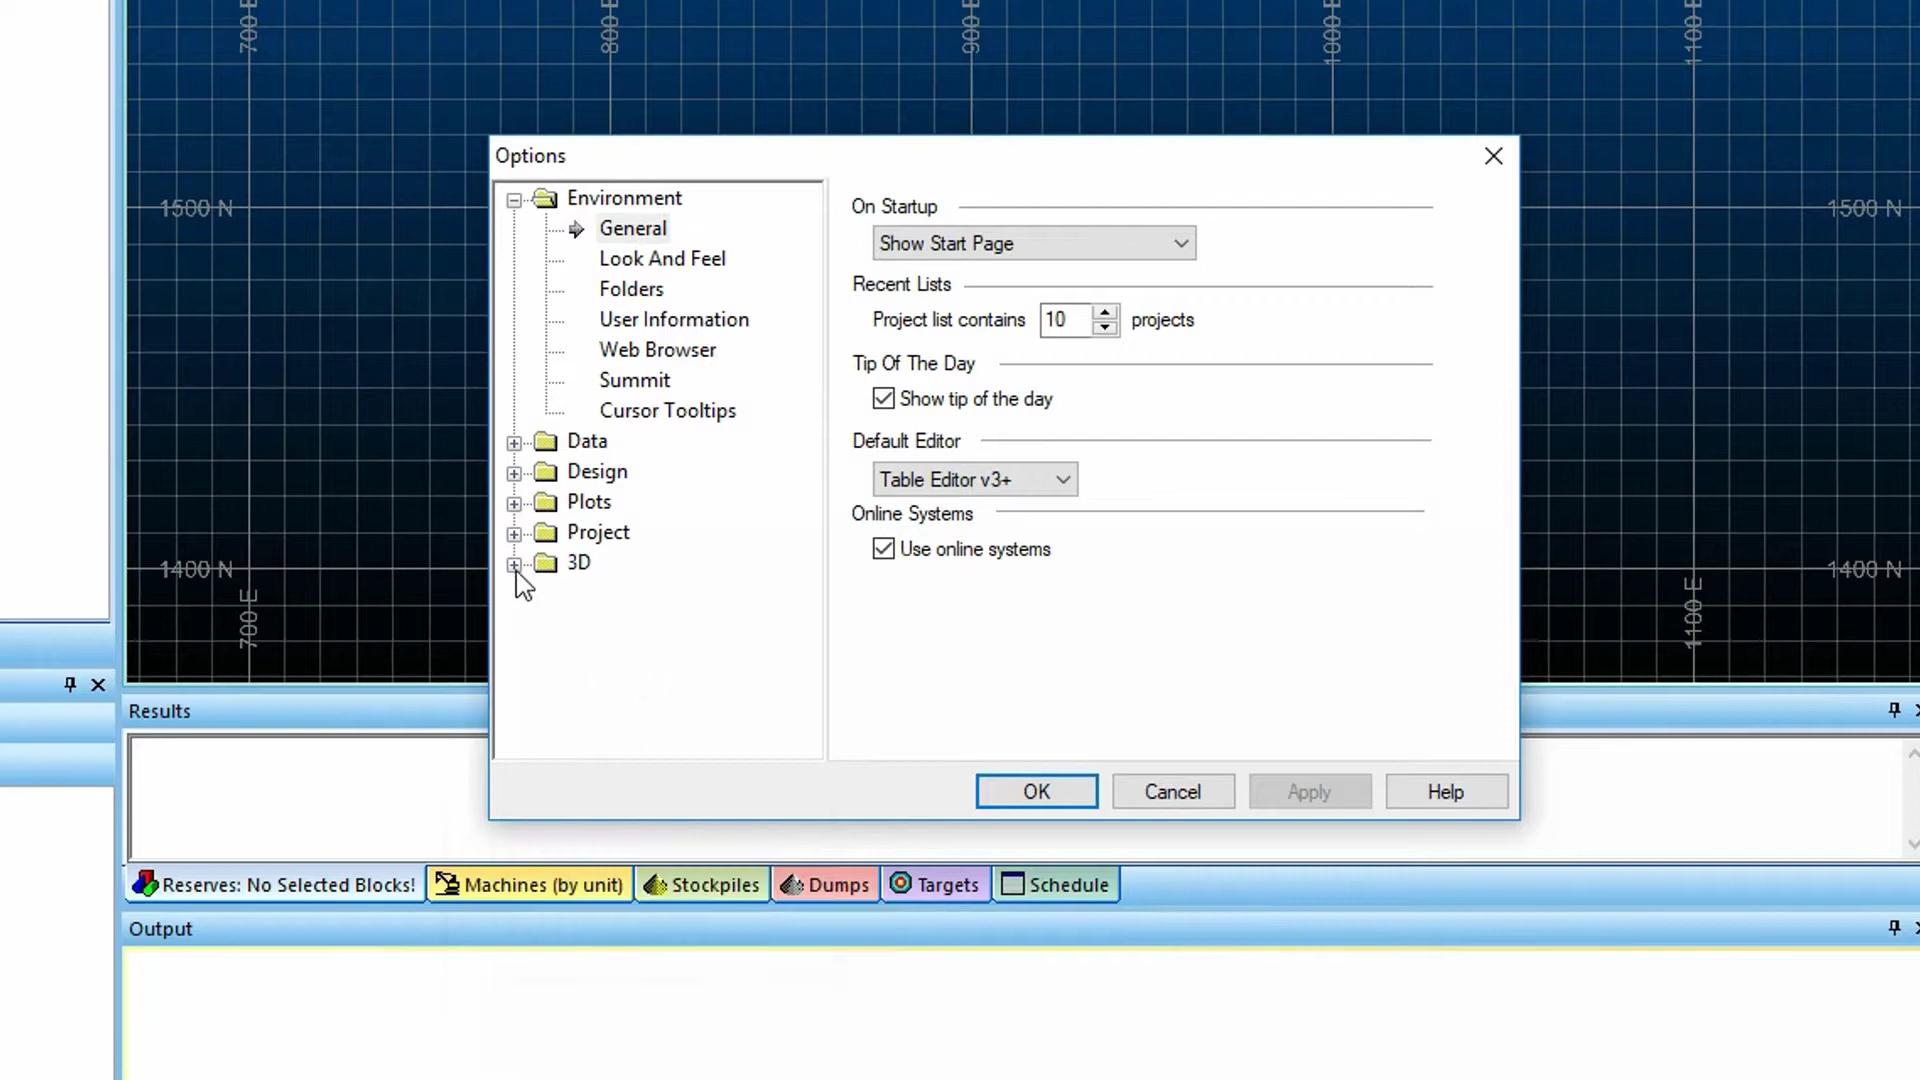 700 E
800 E
900 E
1000 E
1100 E
1500 N
1500 N
1400 N
1400 N
700 E
1100 E
Options
Environment
General
Look And Feel
Folders
User Information
Web Browser
Summit
Cursor Tooltips
Data
Design
Plots
Project
3D
On Startup
Show Start Page
Recent Lists
Project list contains 10 projects
Tip Of The Day
Show tip of the day
Default Editor
Table Editor v3+
Online Systems
Use online systems
OK Cancel Apply Help
Results
Reserves: No Selected Blocks! Machines (by unit) Stockpiles Dumps Targets Schedule
Output